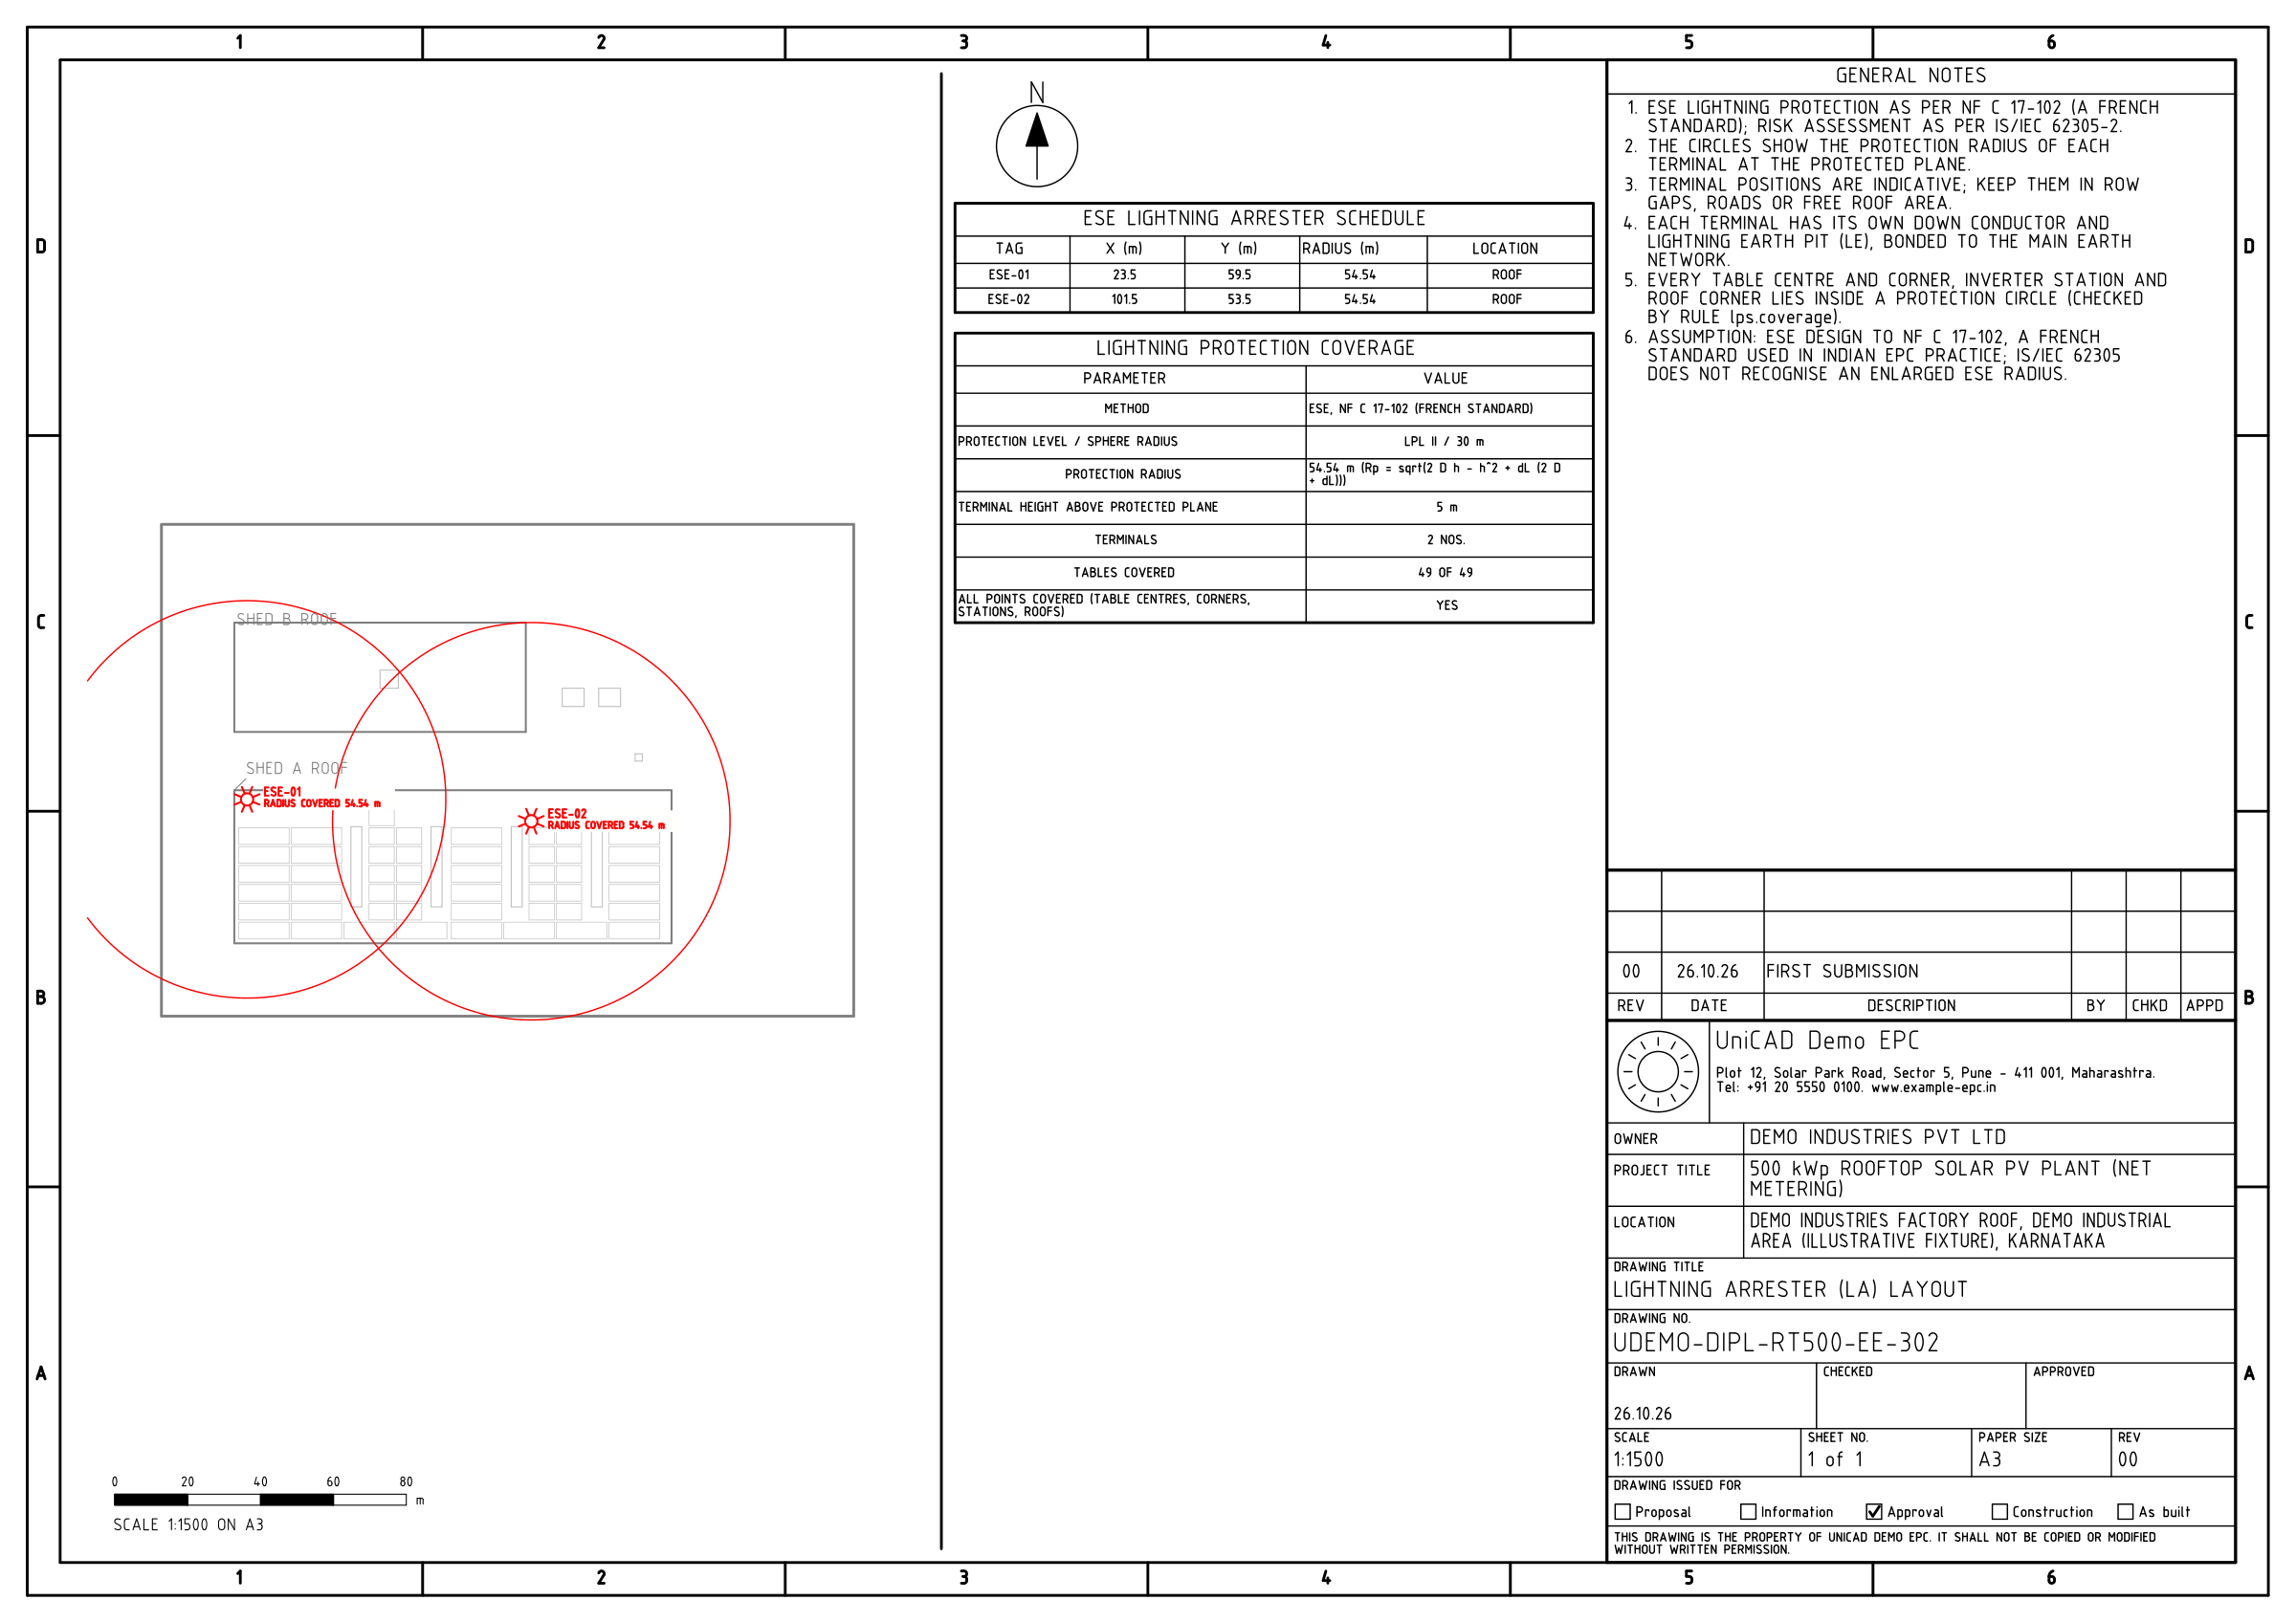 1 2 3 4 5 6
D
C
B
A
SHED B ROOF
SHED A ROOF
ESE-01
RADIUS COVERED 54.54 m
ESE-02
RADIUS COVERED 54.54 m
0 20 40 60 80
m
SCALE 1:1500 ON A3
N
ESE LIGHTNING ARRESTER SCHEDULE
TAG X (m) Y (m) RADIUS (m) LOCATION
ESE-01 23.5 59.5 54.54 ROOF
ESE-02 101.5 53.5 54.54 ROOF
LIGHTNING PROTECTION COVERAGE
PARAMETER VALUE
METHOD ESE, NF C 17-102 (FRENCH STANDARD)
PROTECTION LEVEL / SPHERE RADIUS LPL II / 30 m
PROTECTION RADIUS 54.54 m (Rp = sqrt(2 D h - h^2 + dL (2 D
+ dL)))
TERMINAL HEIGHT ABOVE PROTECTED PLANE 5 m
TERMINALS 2 NOS.
TABLES COVERED 49 OF 49
ALL POINTS COVERED (TABLE CENTRES, CORNERS,
STATIONS, ROOFS) YES
GENERAL NOTES
1. ESE LIGHTNING PROTECTION AS PER NF C 17-102 (A FRENCH
STANDARD); RISK ASSESSMENT AS PER IS/IEC 62305-2.
2. THE CIRCLES SHOW THE PROTECTION RADIUS OF EACH
TERMINAL AT THE PROTECTED PLANE.
3. TERMINAL POSITIONS ARE INDICATIVE; KEEP THEM IN ROW
GAPS, ROADS OR FREE ROOF AREA.
4. EACH TERMINAL HAS ITS OWN DOWN CONDUCTOR AND
LIGHTNING EARTH PIT (LE), BONDED TO THE MAIN EARTH
NETWORK.
5. EVERY TABLE CENTRE AND CORNER, INVERTER STATION AND
ROOF CORNER LIES INSIDE A PROTECTION CIRCLE (CHECKED
BY RULE lps.coverage).
6. ASSUMPTION: ESE DESIGN TO NF C 17-102, A FRENCH
STANDARD USED IN INDIAN EPC PRACTICE; IS/IEC 62305
DOES NOT RECOGNISE AN ENLARGED ESE RADIUS.
00 26.10.26 FIRST SUBMISSION
REV DATE DESCRIPTION BY CHKD APPD
UniCAD Demo EPC
Plot 12, Solar Park Road, Sector 5, Pune - 411 001, Maharashtra.
Tel: +91 20 5550 0100. www.example-epc.in
OWNER DEMO INDUSTRIES PVT LTD
PROJECT TITLE 500 kWp ROOFTOP SOLAR PV PLANT (NET
METERING)
LOCATION DEMO INDUSTRIES FACTORY ROOF, DEMO INDUSTRIAL
AREA (ILLUSTRATIVE FIXTURE), KARNATAKA
DRAWING TITLE
LIGHTNING ARRESTER (LA) LAYOUT
DRAWING NO.
UDEMO-DIPL-RT500-EE-302
DRAWN CHECKED APPROVED
26.10.26
SCALE SHEET NO. PAPER SIZE REV
1:1500 1 of 1 A3 00
DRAWING ISSUED FOR
Proposal Information Approval Construction As built
THIS DRAWING IS THE PROPERTY OF UNICAD DEMO EPC. IT SHALL NOT BE COPIED OR MODIFIED
WITHOUT WRITTEN PERMISSION.
D
C
B
A
1 2 3 4 5 6